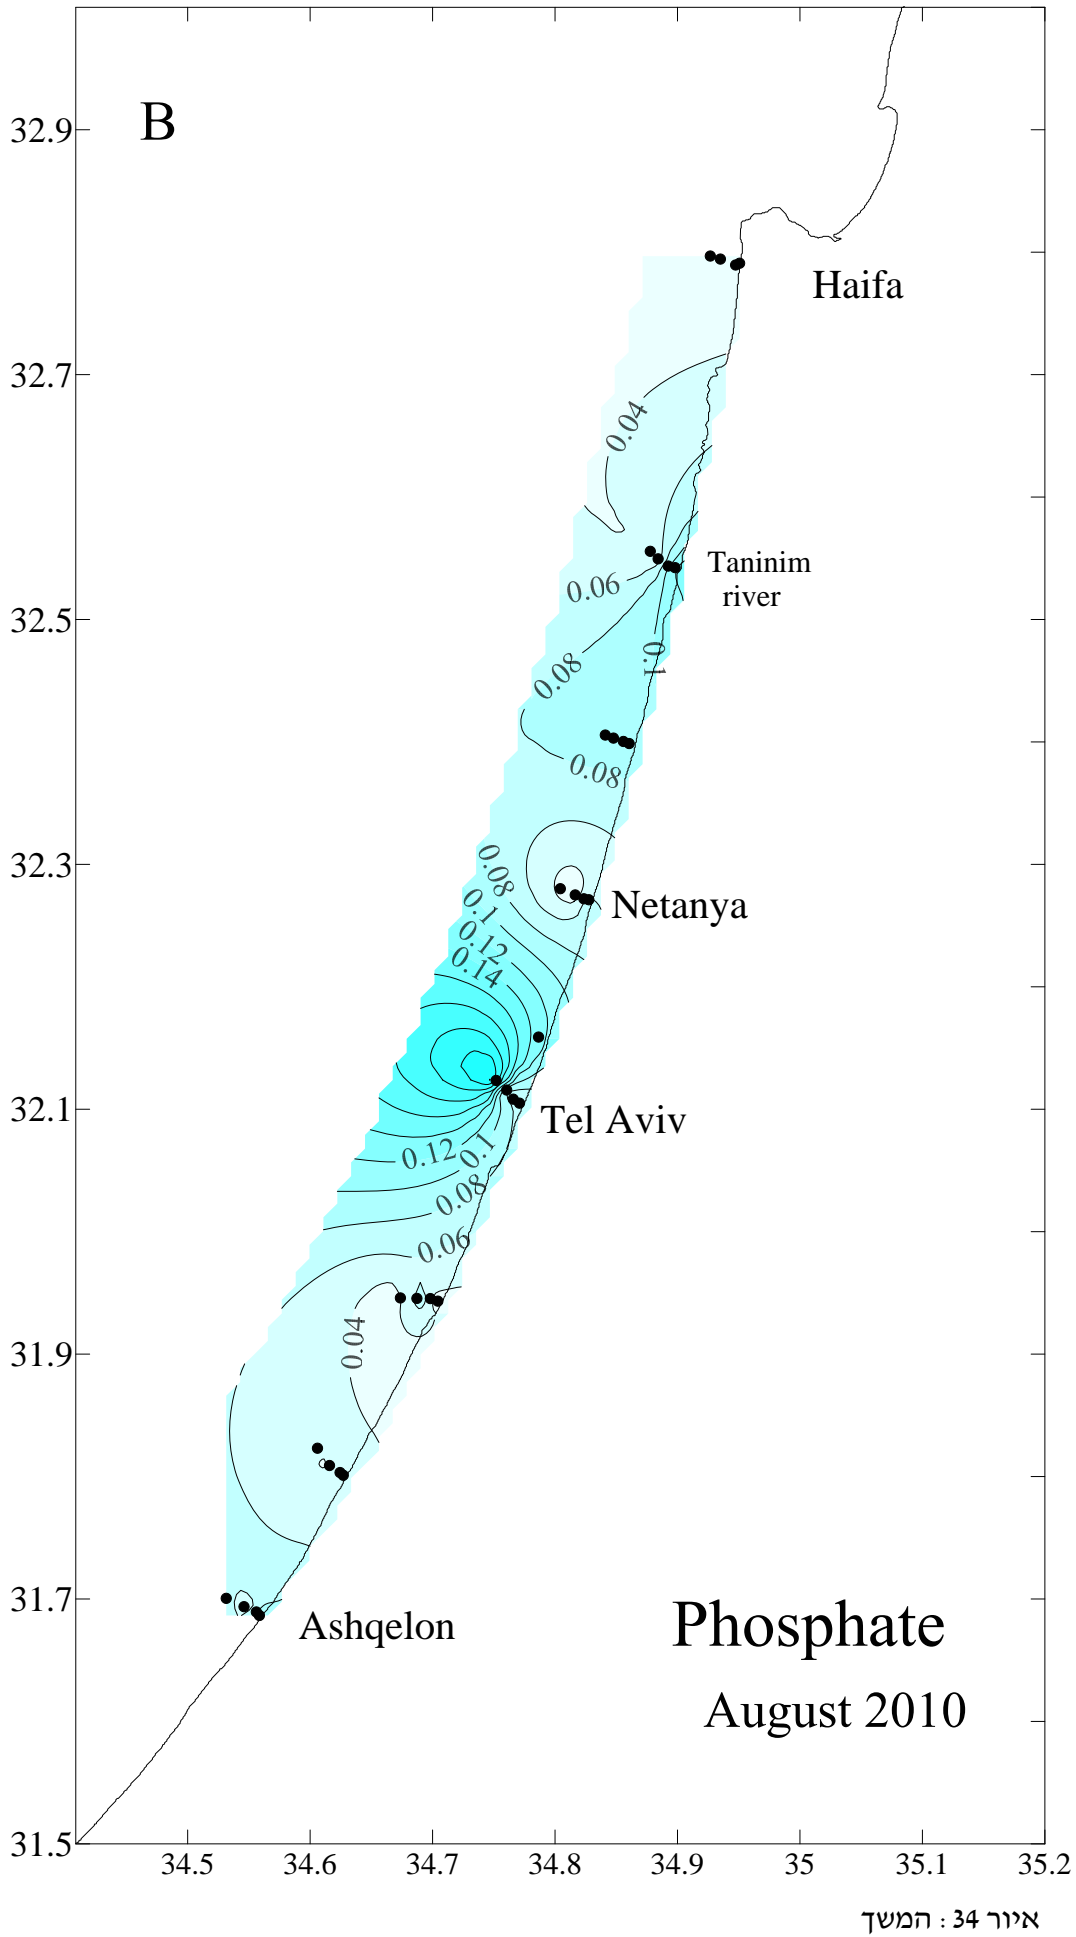 B
32.9
32.7
32.5
32.3
32.1
31.9
31.7
31.5
Haifa
0.04
Taninim
river
0.06
0.1
0.08
0.08
0.08
Netanya
0.1
0.12
0.14
Tel Aviv
0.12
0.1
0.08
0.06
0.04
Ashqelon
Phosphate
August 2010
34.5 34.6 34.7 34.8 34.9 35 35.1 35.2
איור 34 : המשך